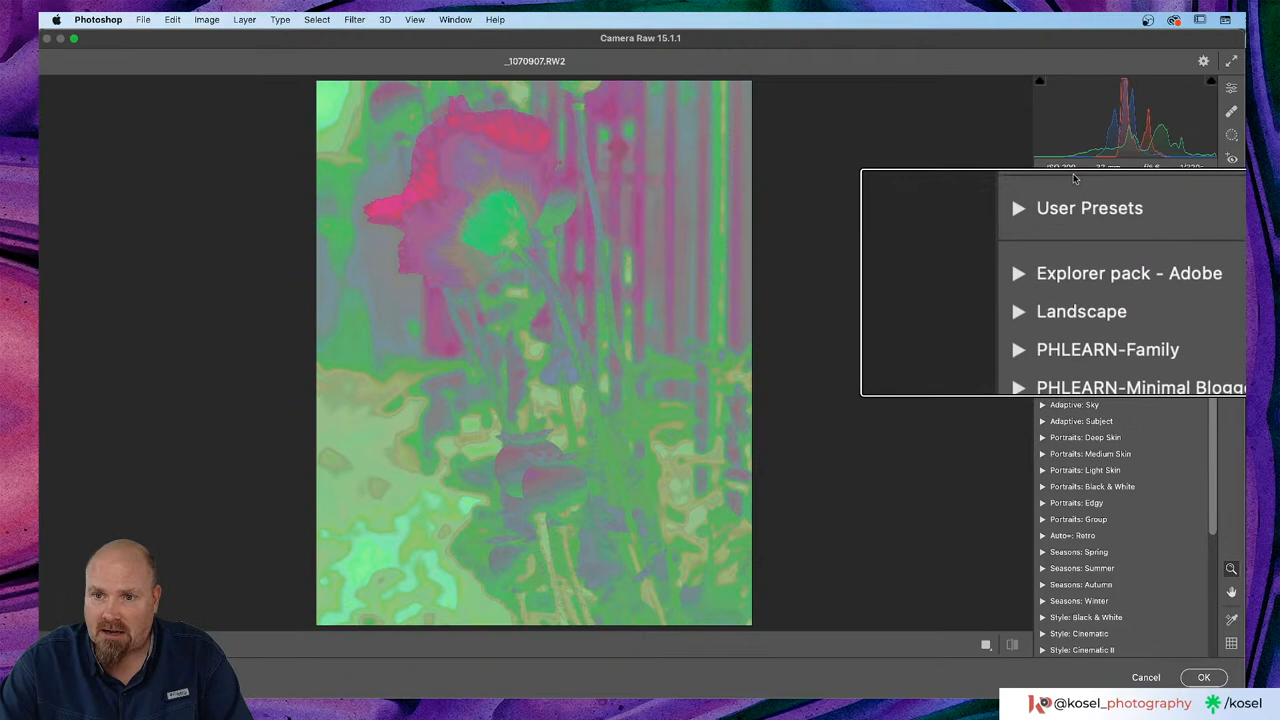 Photoshop File Edit Image Layer Type Select Filter 3D View Window Help
Camera Raw 15.1.1
_1070907.RW2
User Presets
Explorer pack - Adobe
Landscape
PHLEARN-Family
PHLEARN-Minimal Blogge
Adaptive: Sky
Adaptive: Subject
Portraits: Deep Skin
Portraits: Medium Skin
Portraits: Light Skin
Portraits: Black & White
Portraits: Edgy
Portraits: Group
Auto+: Retro
Seasons: Spring
Seasons: Summer
Seasons: Autumn
Seasons: Winter
Style: Black & White
Style: Cinematic
Style: Cinematic II
Cancel OK
@kosel_photography /kosel